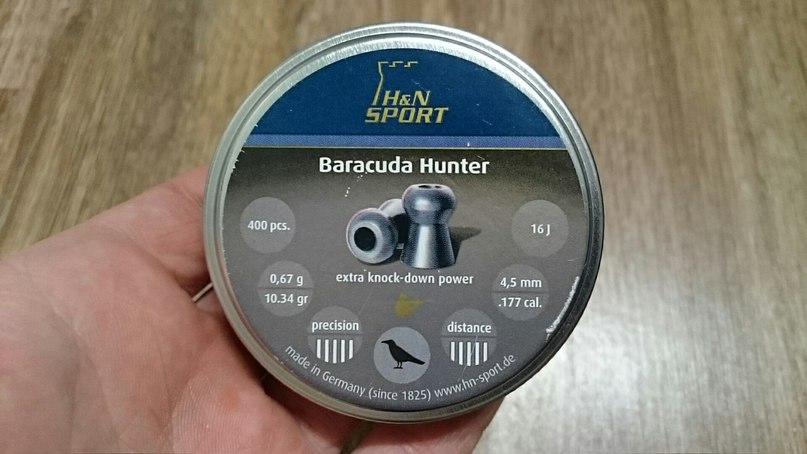 H&N
SPORT
Baracuda Hunter
400 pcs.
16 J
extra knock-down power
0,67 g
10.34 gr
4,5 mm
.177 cal.
precision
distance
made in Germany (since 1825) www.hn-sport.de